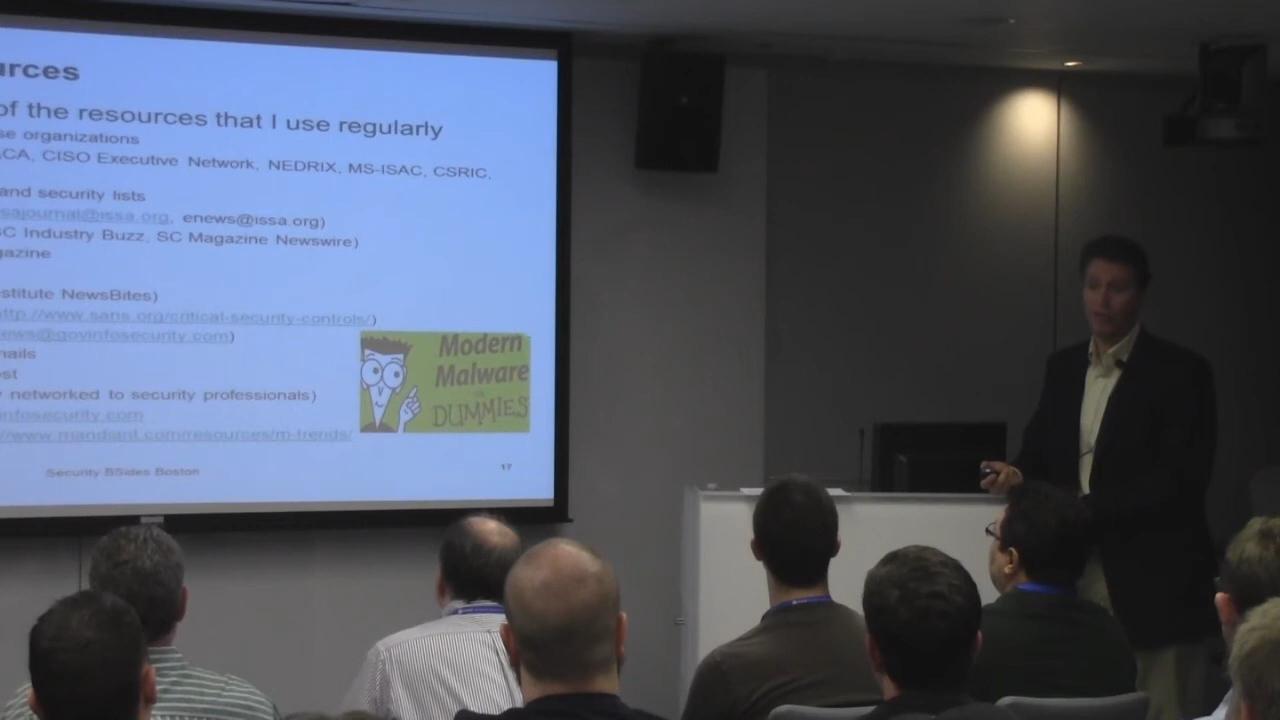 urces
of the resources that I use regularly
se organizations
CA, CISO Executive Network, NEDRIX, MS-ISAC, CSRIC,
and security lists
sajournal@issa.org, enews@issa.org)
SC Industry Buzz, SC Magazine Newswire)
gazine
stitute NewsBites)
http://www.sans.org/critical-security-controls/)
ews@govinfosecurity.com)
nails
st
networked to security professionals)
infosecurity.com
//www.mandiant.com/resources/m-trends/
Modern
Malware
DUMMIES
Security BSides Boston
17